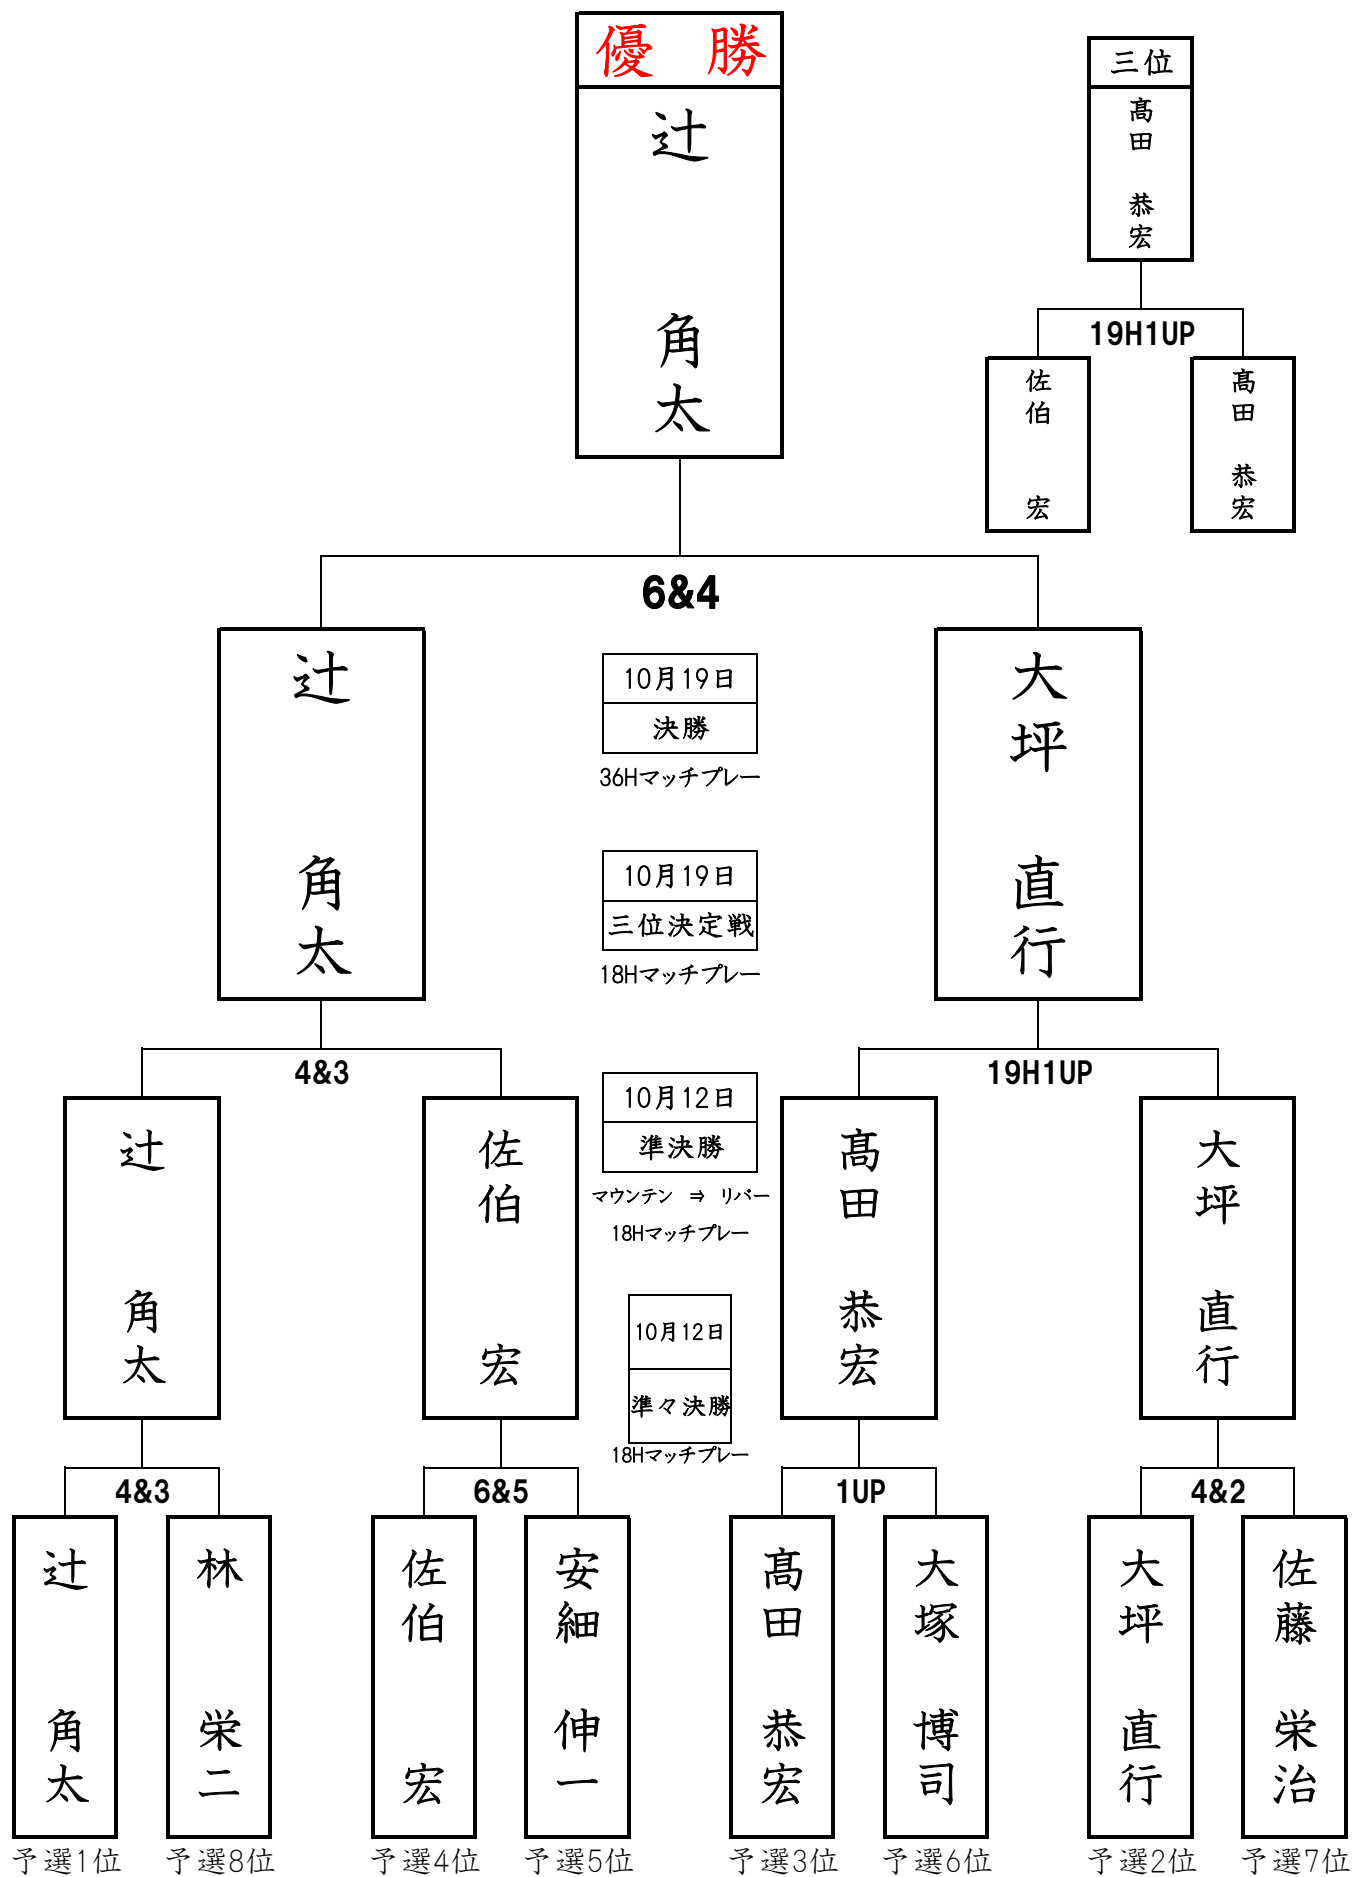 優　勝
辻　角太
三位
髙田　恭宏
19H1UP
佐伯　宏
髙田　恭宏
6&4
辻　角太
大坪　直行
10月19日
決勝
36Hマッチプレー
10月19日
三位決定戦
18Hマッチプレー
4&3
19H1UP
辻　角太
佐伯　宏
10月12日
準決勝
マウンテン　⇒　リバー
18Hマッチプレー
髙田　恭宏
大坪　直行
10月12日
準々決勝
18Hマッチプレー
4&3
6&5
1UP
4&2
辻　角太
林　栄二
佐伯　宏
安細　伸一
髙田　恭宏
大塚　博司
大坪　直行
佐藤　栄治
予選1位
予選8位
予選4位
予選5位
予選3位
予選6位
予選2位
予選7位